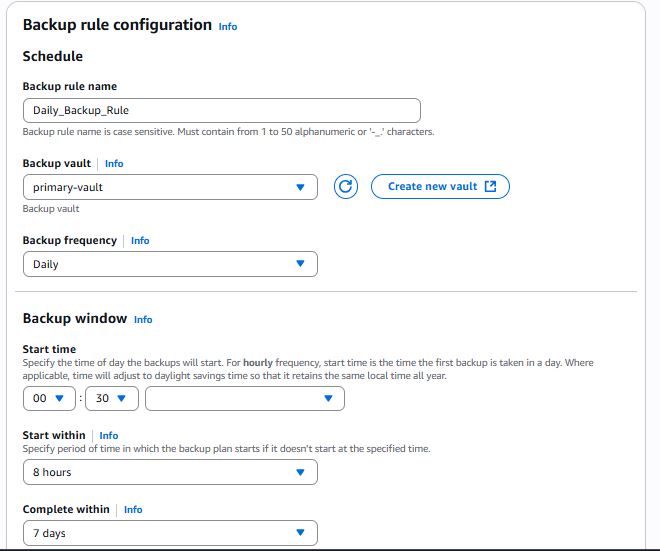 Backup rule configuration Info
Schedule
Backup rule name
Daily_Backup_Rule
Backup rule name is case sensitive. Must contain from 1 to 50 alphanumeric or '-_.' characters.
Backup vault Info
primary-vault
Create new vault
Backup vault
Backup frequency Info
Daily
Backup window Info
Start time
Specify the time of day the backups will start. For hourly frequency, start time is the time the first backup is taken in a day. Where
applicable, time will adjust to daylight savings time so that it retains the same local time all year.
00 : 30
Start within Info
Specify period of time in which the backup plan starts if it doesn't start at the specified time.
8 hours
Complete within Info
7 days